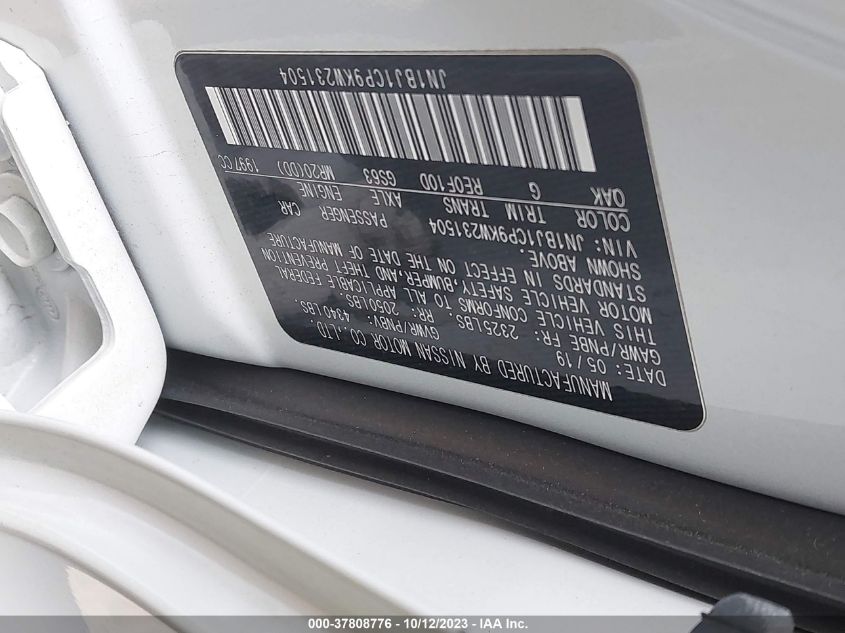 MANUFACTURED BY NISSAN MOTOR CO.,LTD.
DATE: 05/19 GVWR/PNBV: 4340LBS.
GAWR/PNBE FR: 2325LBS RR: 2050LBS.
THIS VEHICLE CONFORMS TO ALL APPLICABLE FEDERAL
MOTOR VEHICLE SAFETY,BUMPER,AND THEFT PREVENTION
STANDARDS IN EFFECT ON THE DATE OF MANUFACTURE
SHOWN ABOVE.
VIN: JN1BJ1CP9KW231504 PASSENGER CAR
COLOR TRIM TRANS AXLE ENGINE
QAK G RE0F10D GS63 MR20(DD) 1997CC
JN1BJ1CP9KW231504
000-37808776 - 10/12/2023 - IAA Inc.